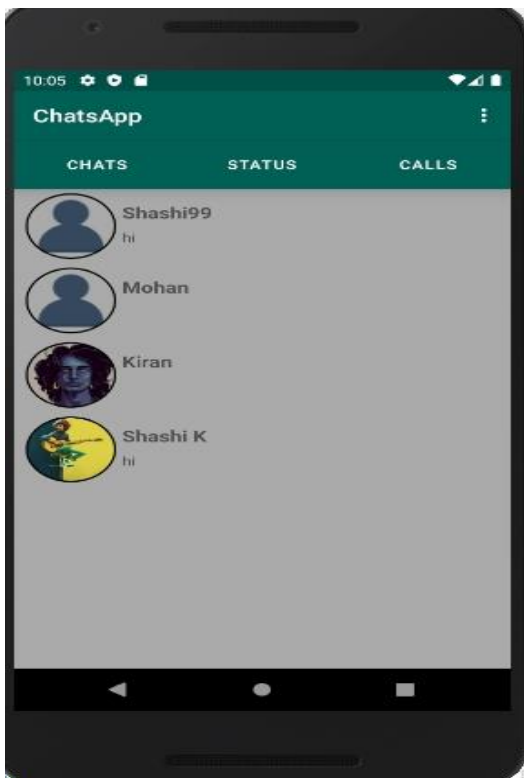 10:05
ChatsApp
CHATS STATUS CALLS
Shashi99
hi
Mohan
Kiran
Shashi K
hi